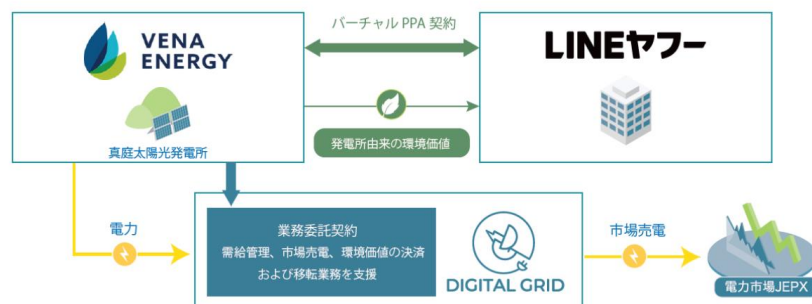 VENA
ENERGY
真庭太陽光発電所
バーチャル PPA 契約
発電所由来の環境価値
LINEヤフー
電力
業務委託契約
需給管理、市場売電、環境価値の決済
および移転業務を支援
DIGITAL GRID
市場売電
電力市場JEPX